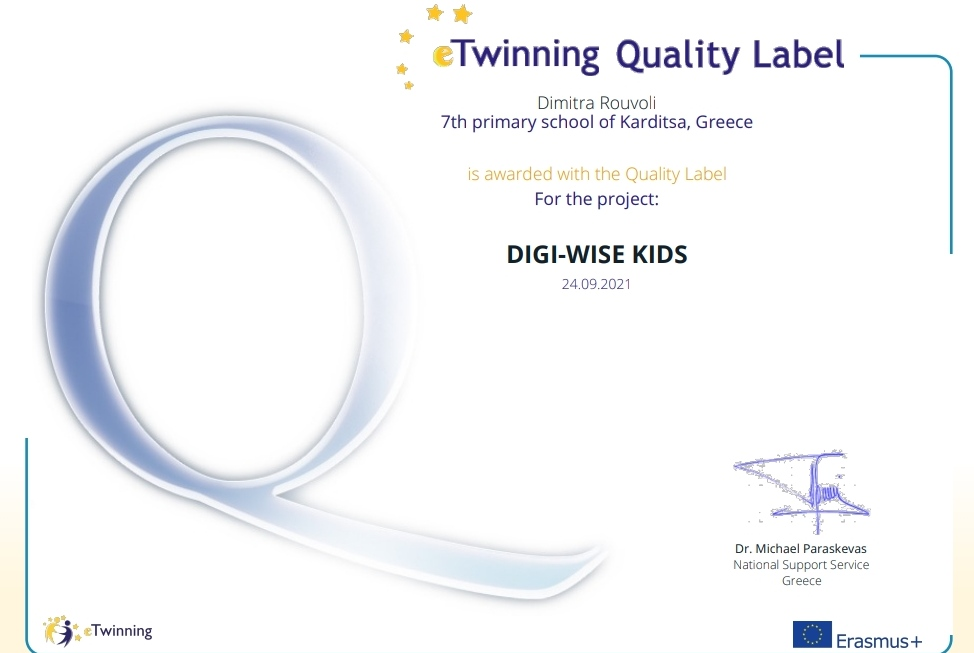 eTwinning Quality Label
Dimitra Rouvoli
7th primary school of Karditsa, Greece
is awarded with the Quality Label
For the project:
DIGI-WISE KIDS
24.09.2021
Dr. Michael Paraskevas
National Support Service
Greece
eTwinning
Erasmus+